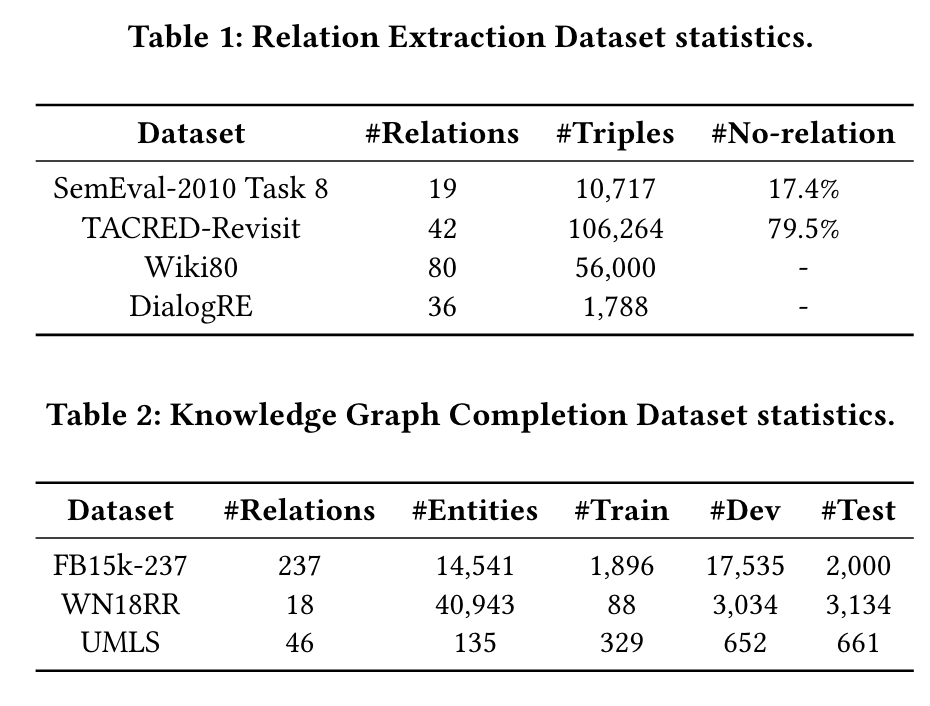 Table 1: Relation Extraction Dataset statistics.
Dataset #Relations #Triples #No-relation
SemEval-2010 Task 8 19 10,717 17.4%
TACRED-Revisit 42 106,264 79.5%
Wiki80 80 56,000 -
DialogRE 36 1,788 -
Table 2: Knowledge Graph Completion Dataset statistics.
Dataset #Relations #Entities #Train #Dev #Test
FB15k-237 237 14,541 1,896 17,535 2,000
WN18RR 18 40,943 88 3,034 3,134
UMLS 46 135 329 652 661